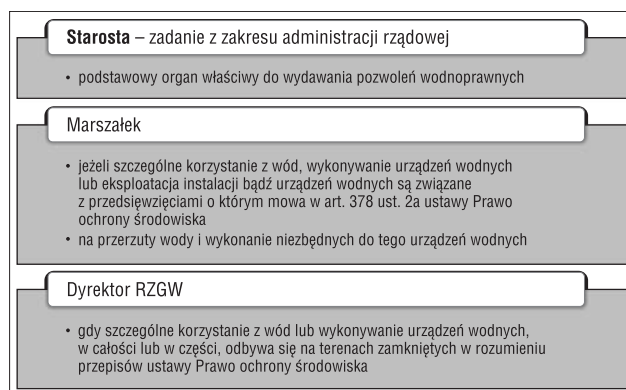 Starosta – zadanie z zakresu administracji rządowej
• podstawowy organ właściwy do wydawania pozwoleń wodnoprawnych
Marszałek
• jeżeli szczególne korzystanie z wód, wykonywanie urządzeń wodnych
lub eksploatacja instalacji bądź urządzeń wodnych są związane
z przedsięwzięciami o którym mowa w art. 378 ust. 2a ustawy Prawo
ochrony środowiska
• na przerzuty wody i wykonanie niezbędnych do tego urządzeń wodnych
Dyrektor RZGW
• gdy szczególne korzystanie z wód lub wykonywanie urządzeń wodnych,
w całości lub w części, odbywa się na terenach zamkniętych w rozumieniu
przepisów ustawy Prawo ochrony środowiska